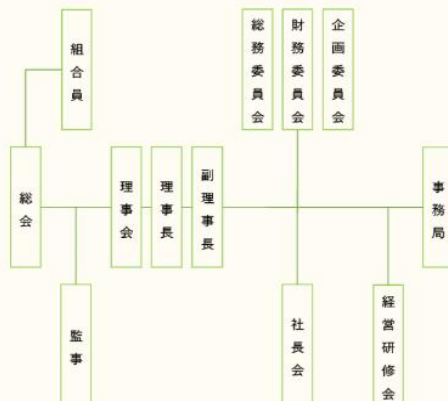 組合員
総務委員会
財務委員会
企画委員会
総会
理事会
理事長
副理事長
事務局
監事
社長会
経営研修会